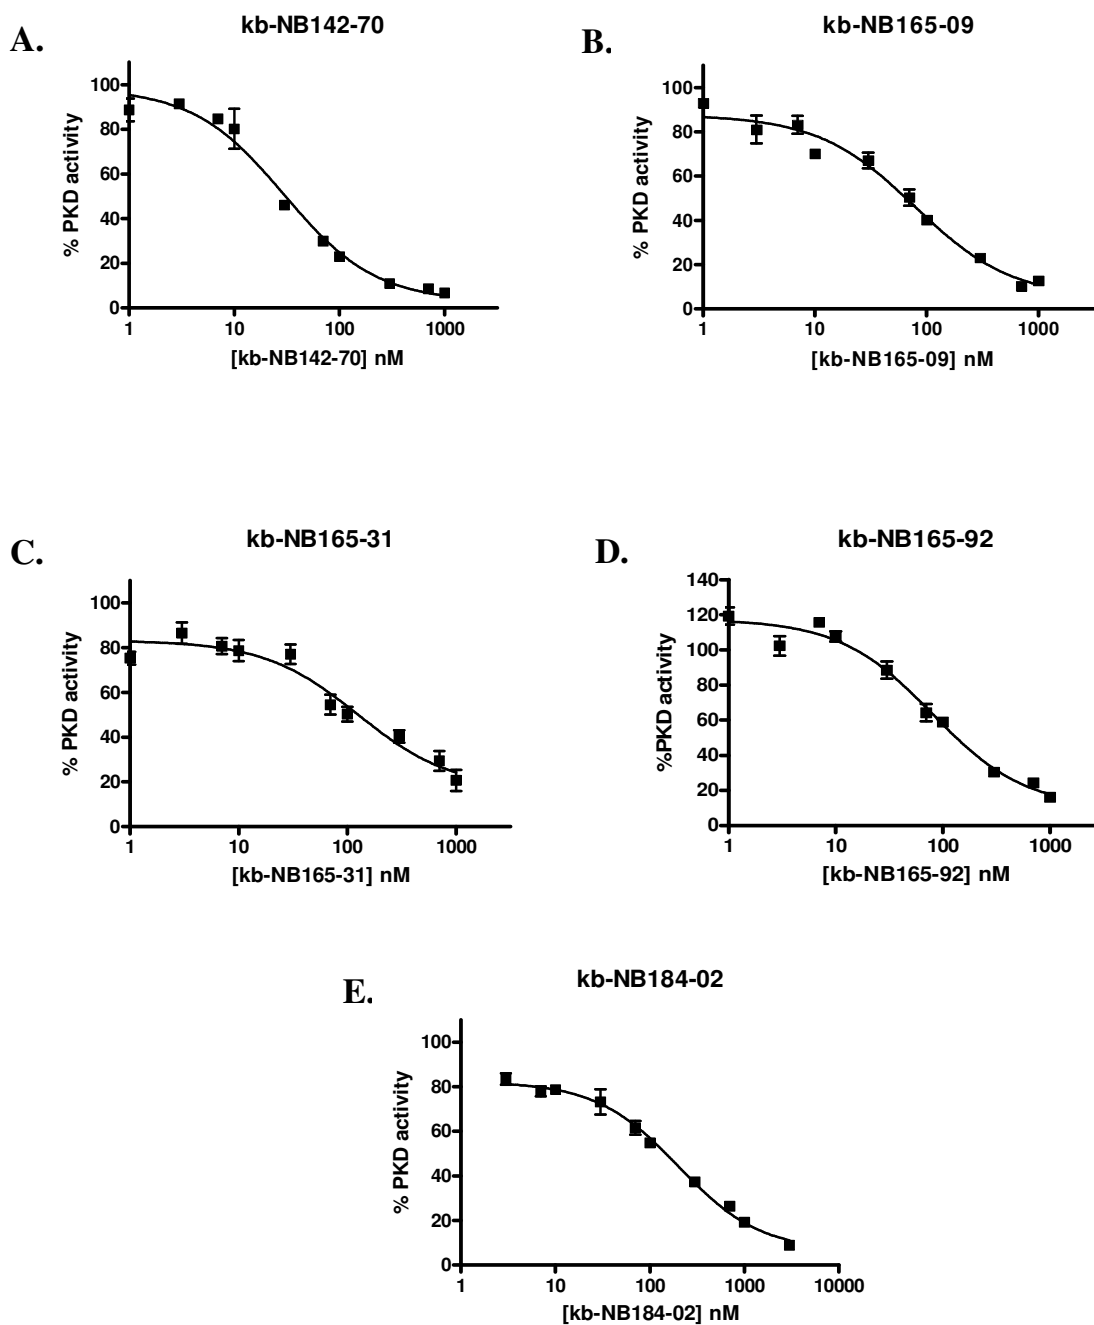 A.
kb-NB142-70
100
80
60
40
20
0
% PKD activity
1 10 100 1000
[kb-NB142-70] nM
B.
kb-NB165-09
100
80
60
40
20
0
% PKD activity
1 10 100 1000
[kb-NB165-09] nM
C.
kb-NB165-31
100
80
60
40
20
0
% PKD activity
1 10 100 1000
[kb-NB165-31] nM
D.
kb-NB165-92
140
120
100
80
60
40
20
0
%PKD activity
1 10 100 1000
[kb-NB165-92] nM
E.
kb-NB184-02
100
80
60
40
20
0
% PKD activity
1 10 100 1000 10000
[kb-NB184-02] nM